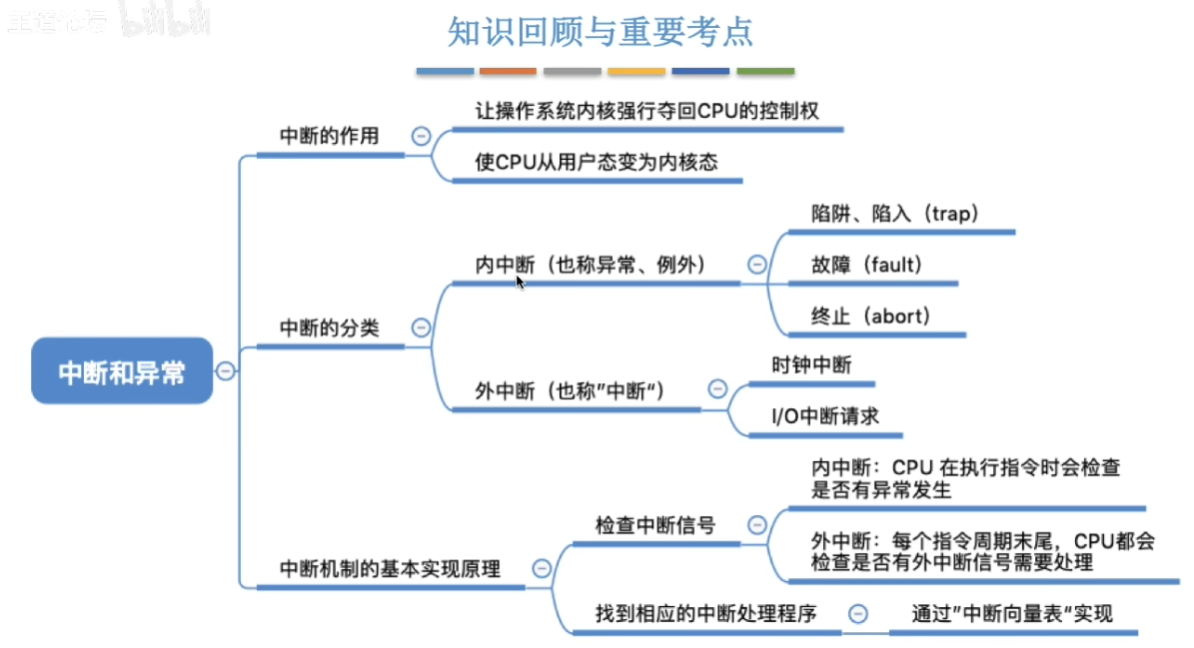 王道论坛 bilibili
知识回顾与重要考点
让操作系统内核强行夺回CPU的控制权
中断的作用
使CPU从用户态变为内核态
陷阱、陷入（trap）
内中断（也称异常、例外）
故障（fault）
终止（abort）
中断的分类
时钟中断
外中断（也称”中断“）
I/O中断请求
中断和异常
内中断：CPU 在执行指令时会检查
是否有异常发生
检查中断信号
外中断：每个指令周期末尾，CPU都会
检查是否有外中断信号需要处理
中断机制的基本实现原理
找到相应的中断处理程序
通过”中断向量表“实现